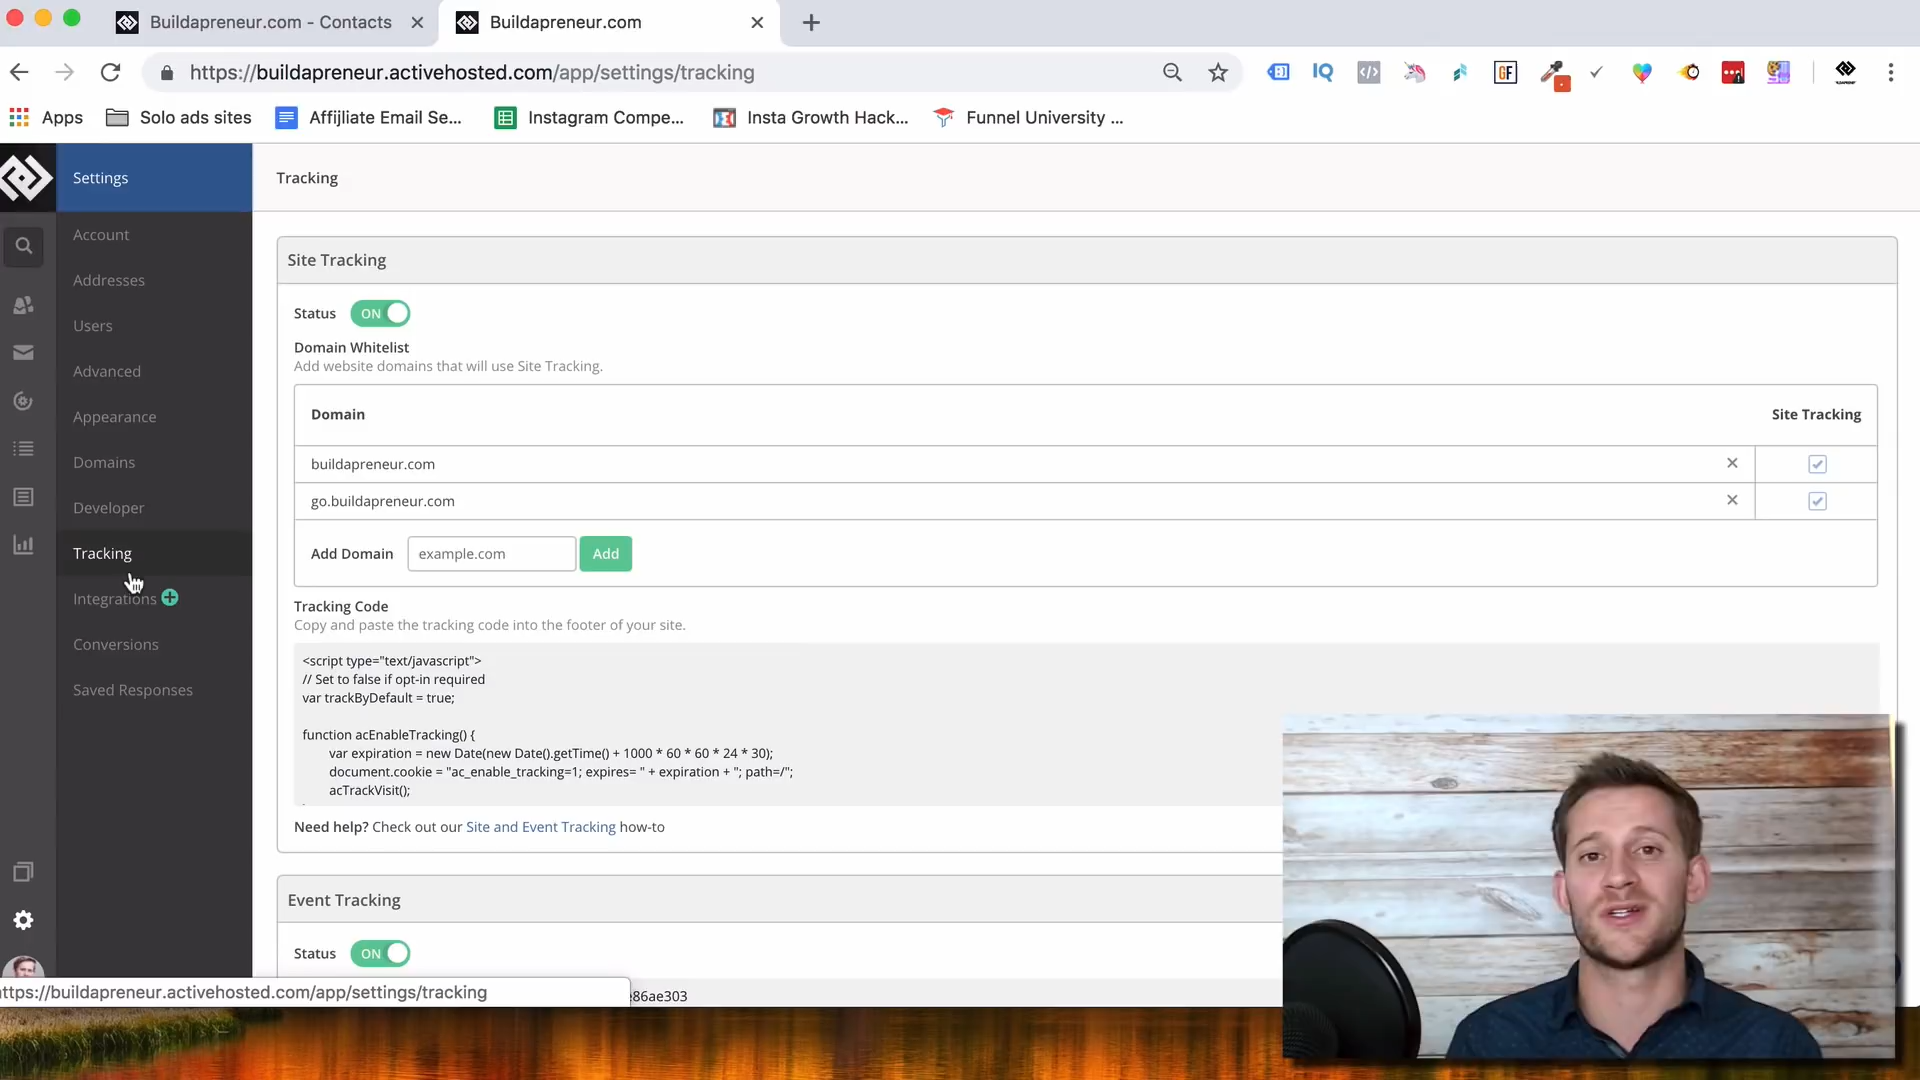 Buildapreneur.com - Contacts
Buildapreneur.com
https://buildapreneur.activehosted.com/app/settings/tracking
IQ
GF
Apps
Solo ads sites
Affijliate Email Se...
Instagram Compe...
Insta Growth Hack...
Funnel University ...
Settings
Tracking
Account
Addresses
Users
Advanced
Appearance
Domains
Developer
Tracking
Integrations
Conversions
Saved Responses
Site Tracking
Status ON
Domain Whitelist
Add website domains that will use Site Tracking.
Domain Site Tracking
buildapreneur.com
go.buildapreneur.com
Add Domain example.com Add
Tracking Code
Copy and paste the tracking code into the footer of your site.
<script type="text/javascript">
// Set to false if opt-in required
var trackByDefault = true;
function acEnableTracking() {
var expiration = new Date(new Date().getTime() + 1000 * 60 * 60 * 24 * 30);
document.cookie = "ac_enable_tracking=1; expires= " + expiration + "; path=/";
acTrackVisit();
Need help? Check out our Site and Event Tracking how-to
Event Tracking
Status ON
ttps://buildapreneur.activehosted.com/app/settings/tracking
86ae303